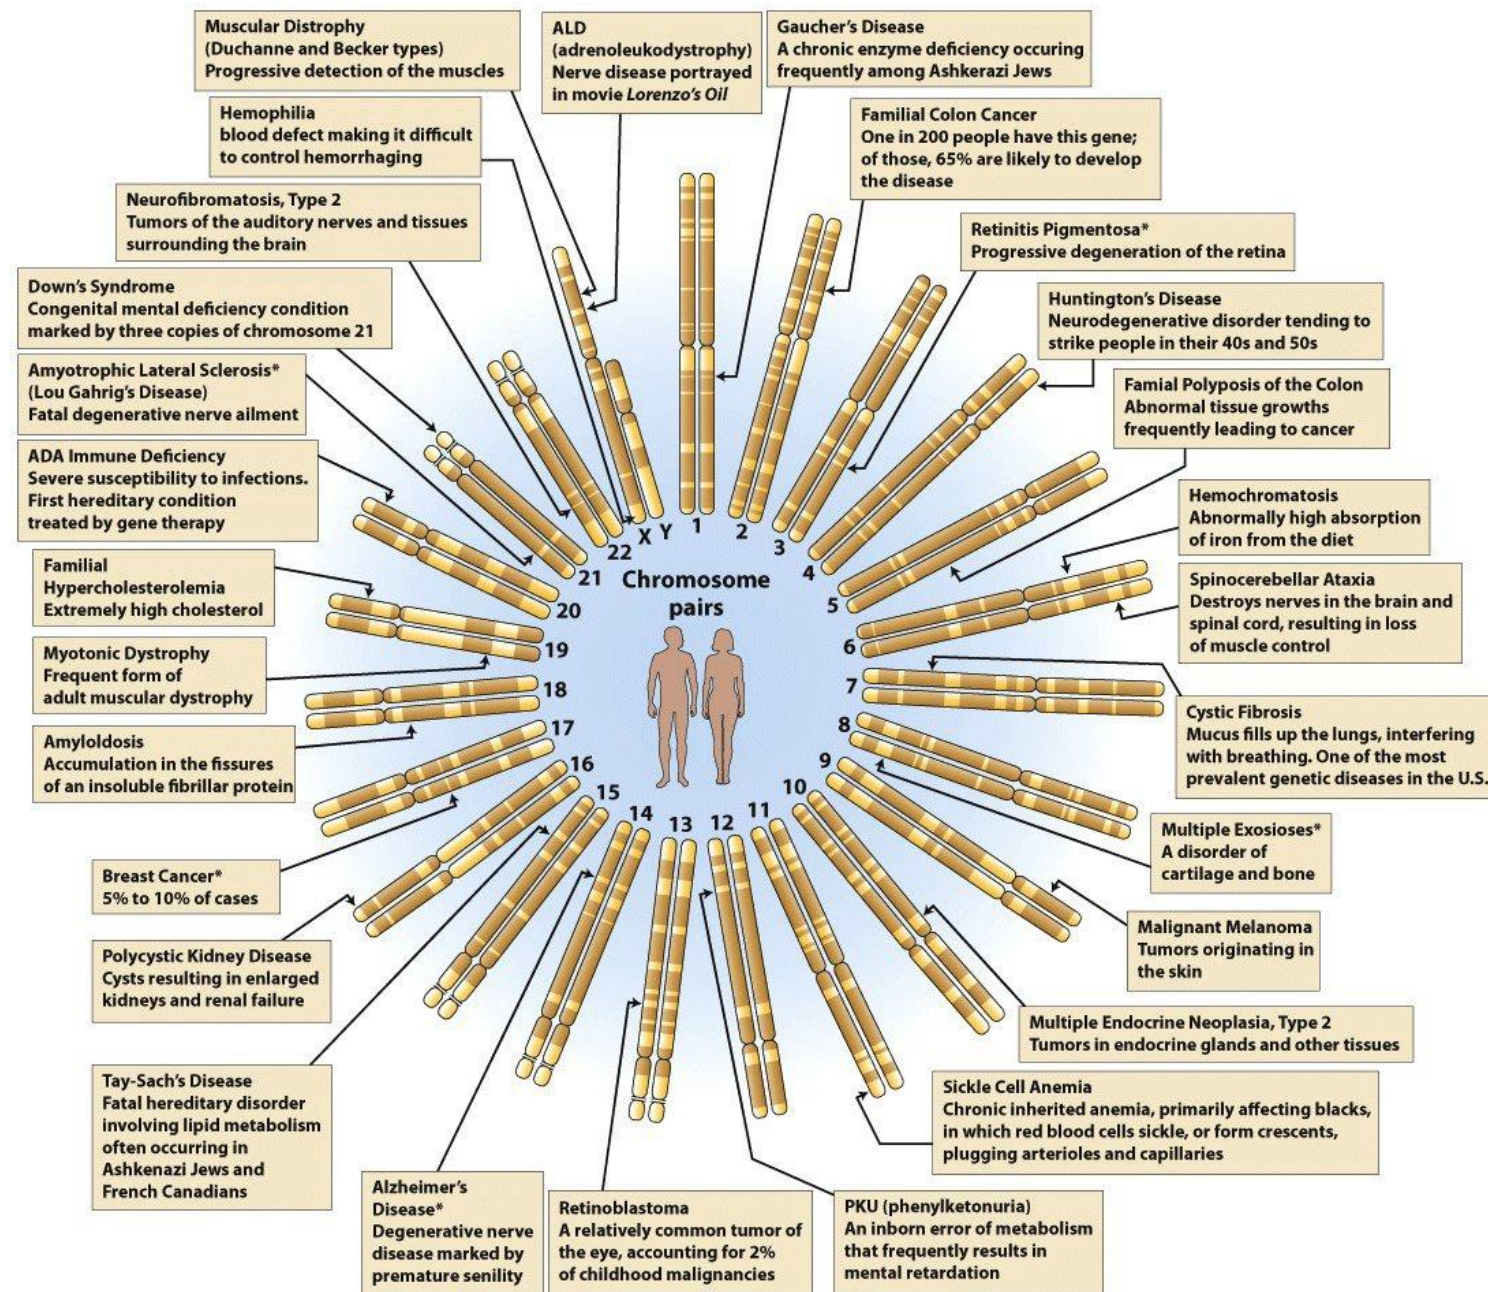 Muscular Distrophy
(Duchanne and Becker types)
Progressive detection of the muscles
ALD
(adrenoleukodystrophy)
Nerve disease portrayed
in movie Lorenzo's Oil
Gaucher's Disease
A chronic enzyme deficiency occuring
frequently among Ashkerazi Jews
Hemophilia
blood defect making it difficult
to control hemorrhaging
Familial Colon Cancer
One in 200 people have this gene;
of those, 65% are likely to develop
the disease
Neurofibromatosis, Type 2
Tumors of the auditory nerves and tissues
surrounding the brain
Retinitis Pigmentosa*
Progressive degeneration of the retina
Down's Syndrome
Congenital mental deficiency condition
marked by three copies of chromosome 21
Huntington's Disease
Neurodegenerative disorder tending to
strike people in their 40s and 50s
Amyotrophic Lateral Sclerosis*
(Lou Gahrig's Disease)
Fatal degenerative nerve ailment
Famial Polyposis of the Colon
Abnormal tissue growths
frequently leading to cancer
ADA Immune Deficiency
Severe susceptibility to infections.
First hereditary condition
treated by gene therapy
Hemochromatosis
Abnormally high absorption
of iron from the diet
Familial
Hypercholesterolemia
Extremely high cholesterol
Spinocerebellar Ataxia
Destroys nerves in the brain and
spinal cord, resulting in loss
of muscle control
Myotonic Dystrophy
Frequent form of
adult muscular dystrophy
Cystic Fibrosis
Mucus fills up the lungs, interfering
with breathing. One of the most
prevalent genetic diseases in the U.S.
Amyloldosis
Accumulation in the fissures
of an insoluble fibrillar protein
Multiple Exosioses*
A disorder of
cartilage and bone
Breast Cancer*
5% to 10% of cases
Malignant Melanoma
Tumors originating in
the skin
Polycystic Kidney Disease
Cysts resulting in enlarged
kidneys and renal failure
Multiple Endocrine Neoplasia, Type 2
Tumors in endocrine glands and other tissues
Tay-Sach's Disease
Fatal hereditary disorder
involving lipid metabolism
often occurring in
Ashkenazi Jews and
French Canadians
Sickle Cell Anemia
Chronic inherited anemia, primarily affecting blacks,
in which red blood cells sickle, or form crescents,
plugging arterioles and capillaries
Alzheimer's
Disease*
Degenerative nerve
disease marked by
premature senility
Retinoblastoma
A relatively common tumor of
the eye, accounting for 2%
of childhood malignancies
PKU (phenylketonuria)
An inborn error of metabolism
that frequently results in
mental retardation
Chromosome
pairs
1
2
3
4
5
6
7
8
9
10
11
12
13
14
15
16
17
18
19
20
21
22
X Y